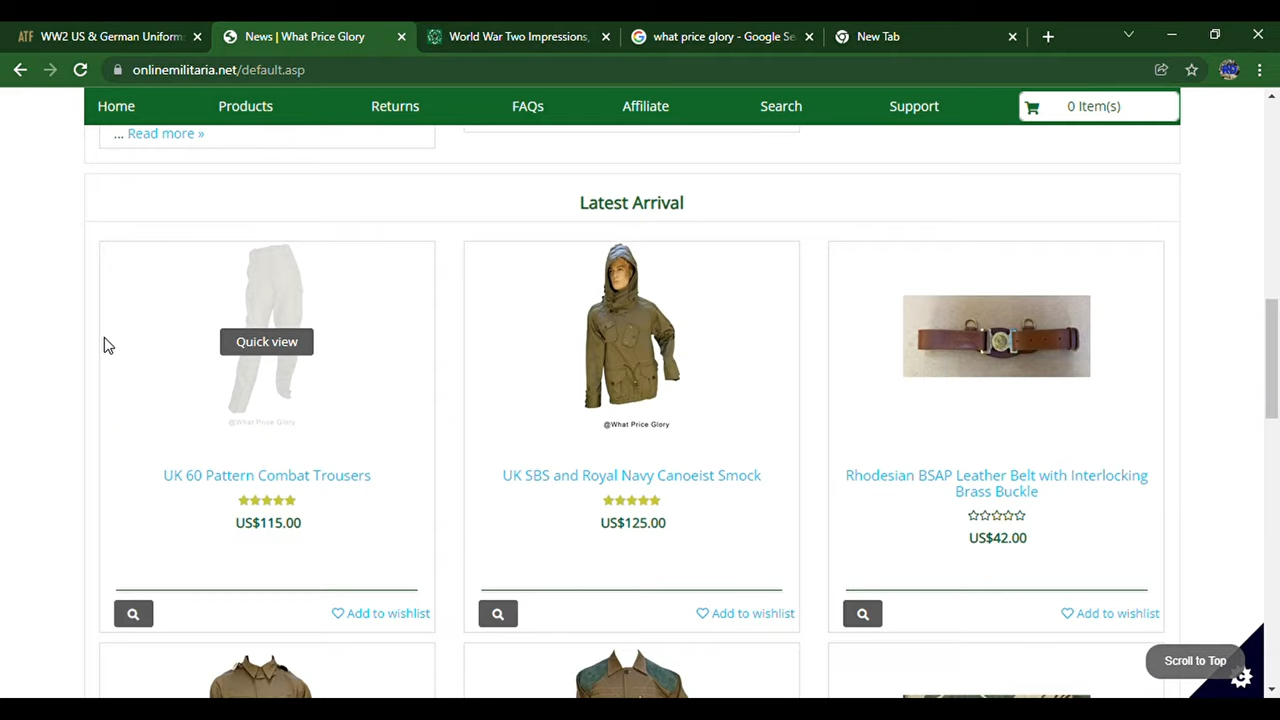 ATF WW2 US & German Uniforms
News | What Price Glory
World War Two Impressions,
what price glory - Google Se
New Tab
onlinemilitaria.net/default.asp
Home
Products
Returns
FAQs
Affiliate
Search
Support
0 Item(s)
... Read more »
Latest Arrival
Quick view
@What Price Glory
@What Price Glory
UK 60 Pattern Combat Trousers
US$115.00
UK SBS and Royal Navy Canoeist Smock
US$125.00
Rhodesian BSAP Leather Belt with Interlocking
Brass Buckle
US$42.00
Add to wishlist
Add to wishlist
Add to wishlist
Scroll to Top